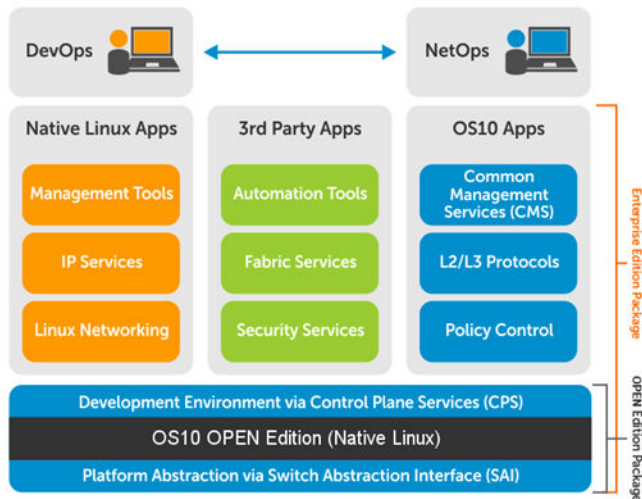 DevOps
NetOps
Native Linux Apps
Management Tools
IP Services
Linux Networking
3rd Party Apps
Automation Tools
Fabric Services
Security Services
OS10 Apps
Common
Management
Services (CMS)
L2/L3 Protocols
Policy Control
Enterprise Edition Package
Development Environment via Control Plane Services (CPS)
OS10 OPEN Edition (Native Linux)
Platform Abstraction via Switch Abstraction Interface (SAI)
OPEN Edition Package